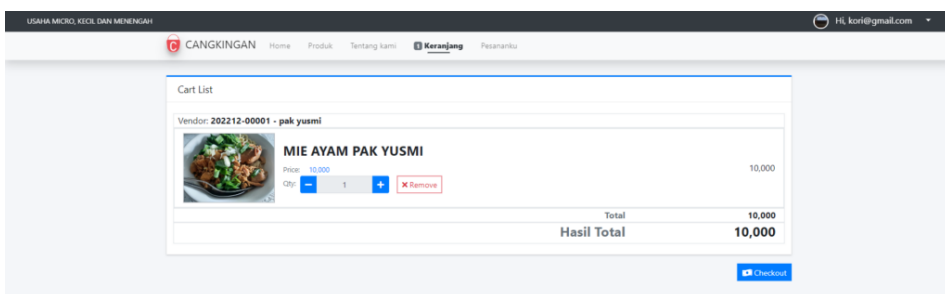 USAHA MICRO, KECIL DAN MENENGAH
Hi, kori@gmail.com
CANGKINGAN Home Produk Tentang kami 1 Keranjang Pesananku
Cart List
Vendor: 202212-00001 - pak yusmi
MIE AYAM PAK YUSMI
Price: 10,000
10,000
Qty: − 1 + × Remove
Total 10,000
Hasil Total 10,000
Checkout